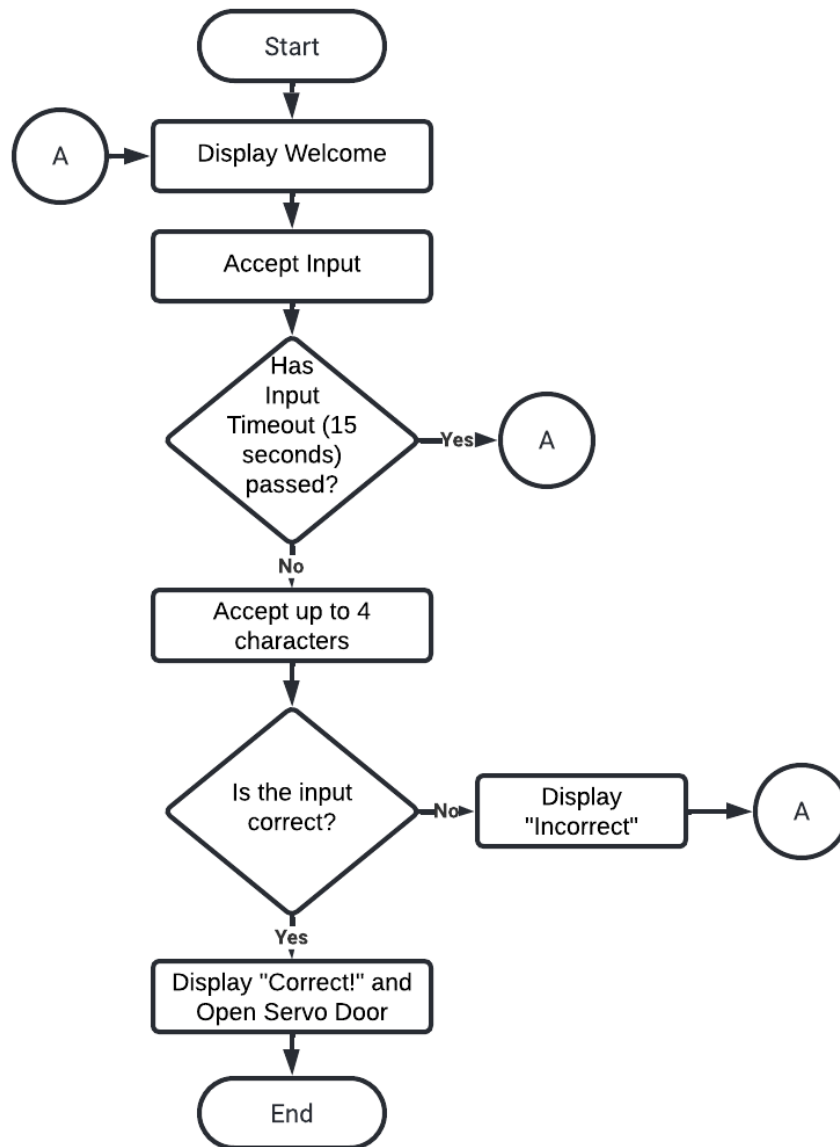 Start
A
Display Welcome
Accept Input
Has
Input
Timeout (15
seconds)
passed?
Yes
A
No
Accept up to 4
characters
Is the input
correct?
No
Display
"Incorrect"
A
Yes
Display "Correct!" and
Open Servo Door
End